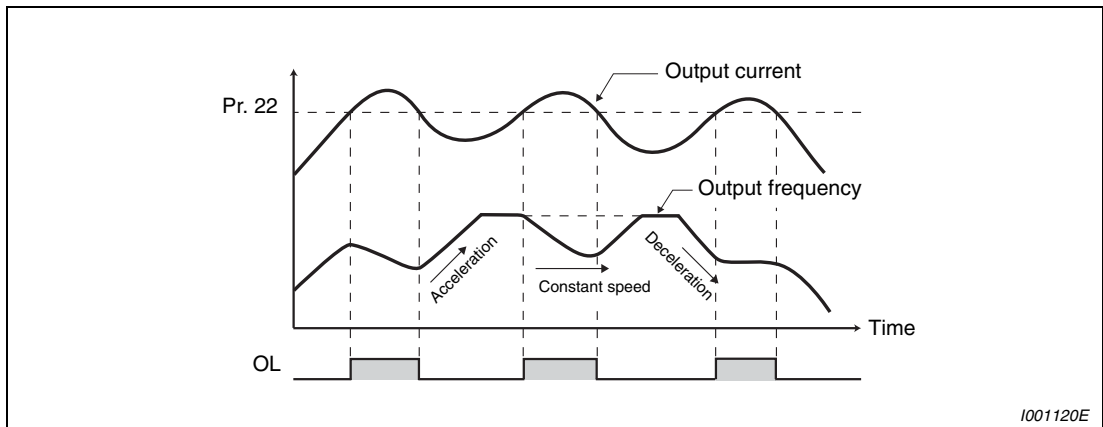 Output current
Pr. 22
Output frequency
Acceleration
Constant speed
Deceleration
Time
OL
I001120E